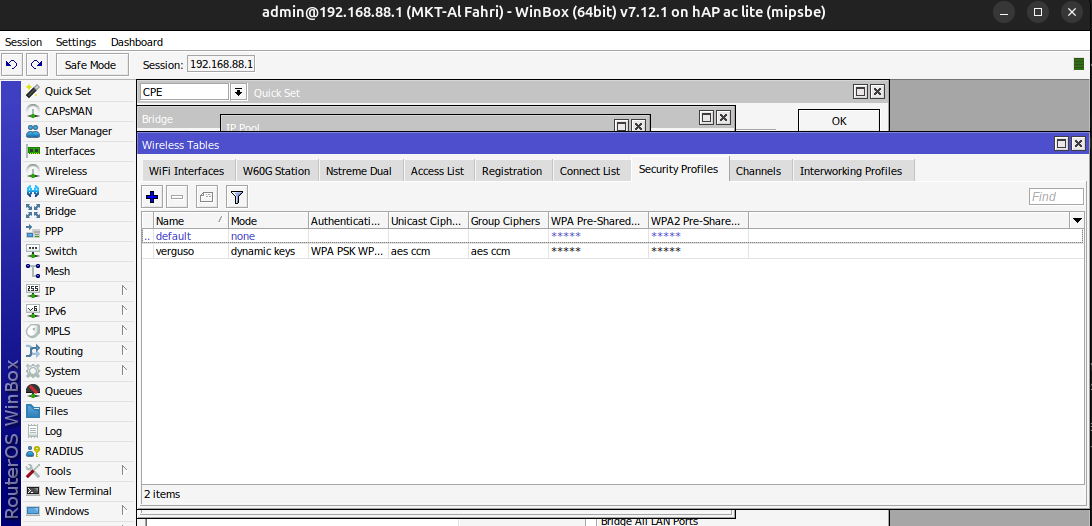 admin@192.168.88.1 (MKT-Al Fahri) - WinBox (64bit) v7.12.1 on hAP ac lite (mipsbe)
Session Settings Dashboard
Safe Mode Session: 192.168.88.1
CPE Quick Set
Bridge
IP Pool
OK
Wireless Tables
WiFi Interfaces W60G Station Nstreme Dual Access List Registration Connect List Security Profiles Channels Interworking Profiles
Find
Name / Mode Authenticati... Unicast Ciph... Group Ciphers WPA Pre-Shared... WPA2 Pre-Share...
.. default none ***** *****
verguso dynamic keys WPA PSK WP... aes ccm aes ccm ***** *****
2 items
Bridge All LAN Ports
RouterOS WinBox
Quick Set
CAPsMAN
User Manager
Interfaces
Wireless
WireGuard
Bridge
PPP
Switch
Mesh
IP
IPv6
MPLS
Routing
System
Queues
Files
Log
RADIUS
Tools
New Terminal
Windows